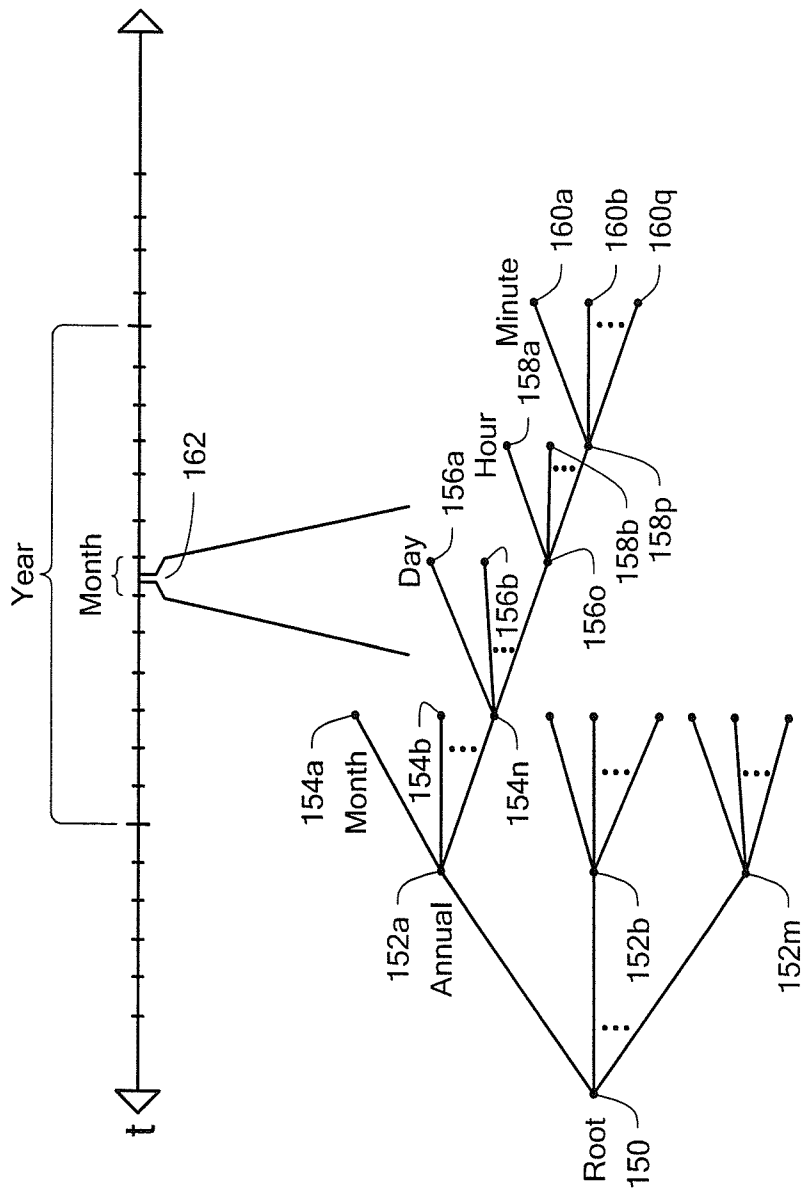 t
Year
Month
162
154a
Month
154b
154n
152a
Annual
152b
152m
Root
150
Day
156a
156b
156o
Hour
158a
158b
158p
Minute
160a
160b
160q